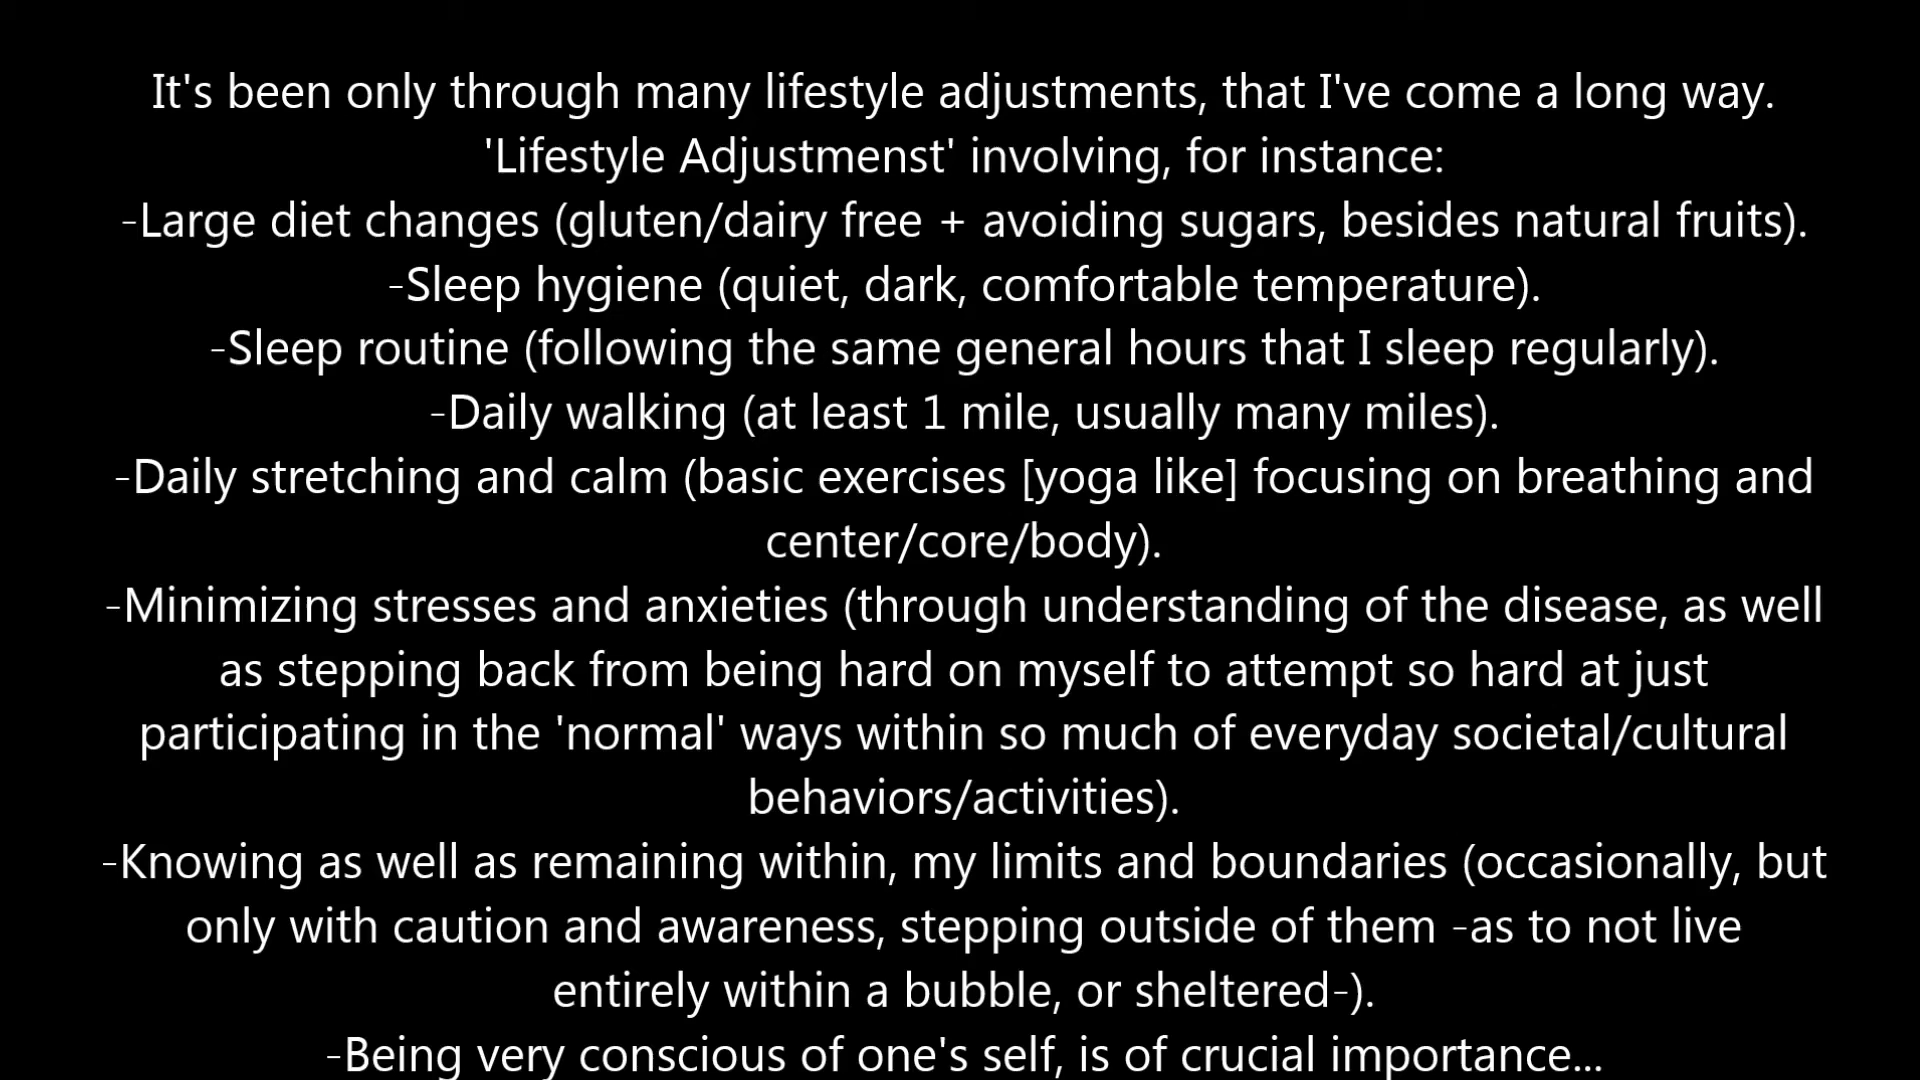 It's been only through many lifestyle adjustments, that I've come a long way.
'Lifestyle Adjustmenst' involving, for instance:
-Large diet changes (gluten/dairy free + avoiding sugars, besides natural fruits).
-Sleep hygiene (quiet, dark, comfortable temperature).
-Sleep routine (following the same general hours that I sleep regularly).
-Daily walking (at least 1 mile, usually many miles).
-Daily stretching and calm (basic exercises [yoga like] focusing on breathing and
center/core/body).
-Minimizing stresses and anxieties (through understanding of the disease, as well
as stepping back from being hard on myself to attempt so hard at just
participating in the 'normal' ways within so much of everyday societal/cultural
behaviors/activities).
-Knowing as well as remaining within, my limits and boundaries (occasionally, but
only with caution and awareness, stepping outside of them -as to not live
entirely within a bubble, or sheltered-).
-Being very conscious of one's self, is of crucial importance...